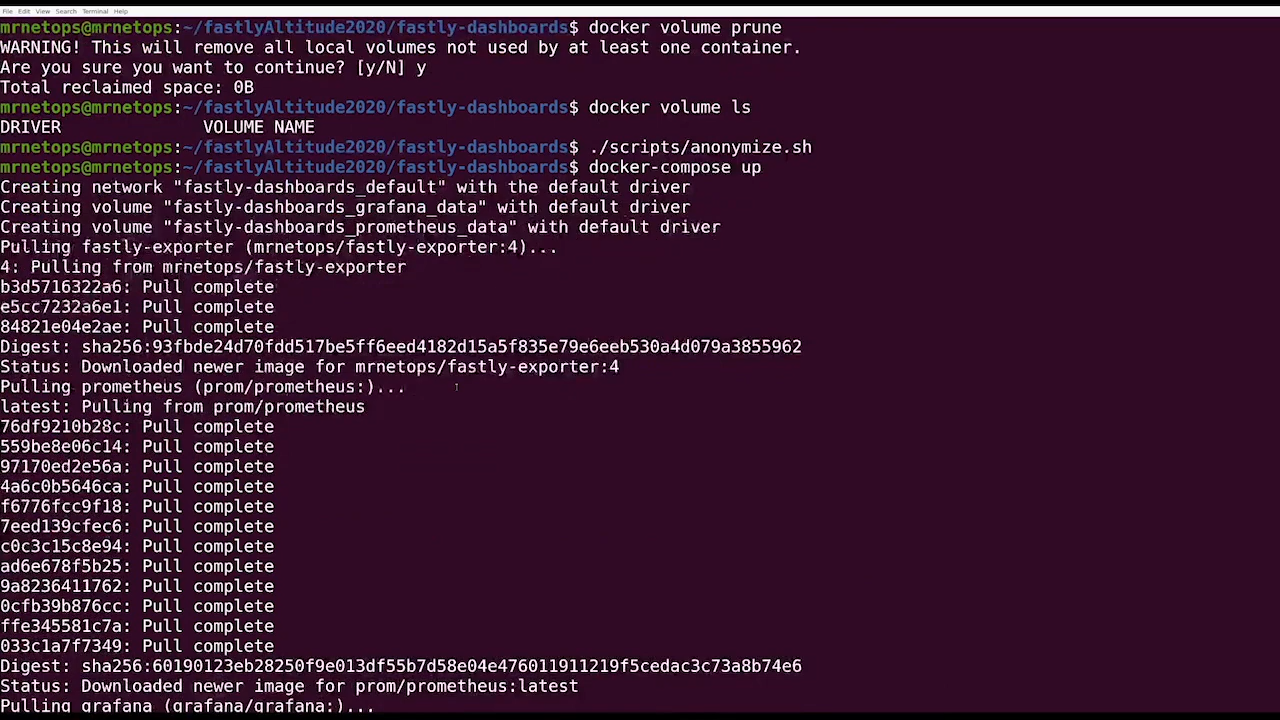 File Edit View Search Terminal Help
mrnetops@mrnetops:~/fastlyAltitude2020/fastly-dashboards$ docker volume prune
WARNING! This will remove all local volumes not used by at least one container.
Are you sure you want to continue? [y/N] y
Total reclaimed space: 0B
mrnetops@mrnetops:~/fastlyAltitude2020/fastly-dashboards$ docker volume ls
DRIVER              VOLUME NAME
mrnetops@mrnetops:~/fastlyAltitude2020/fastly-dashboards$ ./scripts/anonymize.sh
mrnetops@mrnetops:~/fastlyAltitude2020/fastly-dashboards$ docker-compose up
Creating network "fastly-dashboards_default" with the default driver
Creating volume "fastly-dashboards_grafana_data" with default driver
Creating volume "fastly-dashboards_prometheus_data" with default driver
Pulling fastly-exporter (mrnetops/fastly-exporter:4)...
4: Pulling from mrnetops/fastly-exporter
b3d5716322a6: Pull complete
e5cc7232a6e1: Pull complete
84821e04e2ae: Pull complete
Digest: sha256:93fbde24d70fdd517be5ff6eed4182d15a5f835e79e6eeb530a4d079a3855962
Status: Downloaded newer image for mrnetops/fastly-exporter:4
Pulling prometheus (prom/prometheus:)...
latest: Pulling from prom/prometheus
76df9210b28c: Pull complete
559be8e06c14: Pull complete
97170ed2e56a: Pull complete
4a6c0b5646ca: Pull complete
f6776fcc9f18: Pull complete
7eed139cfec6: Pull complete
c0c3c15c8e94: Pull complete
ad6e678f5b25: Pull complete
9a8236411762: Pull complete
0cfb39b876cc: Pull complete
ffe345581c7a: Pull complete
033c1a7f7349: Pull complete
Digest: sha256:60190123eb28250f9e013df55b7d58e04e476011911219f5cedac3c73a8b74e6
Status: Downloaded newer image for prom/prometheus:latest
Pulling grafana (grafana/grafana:)...